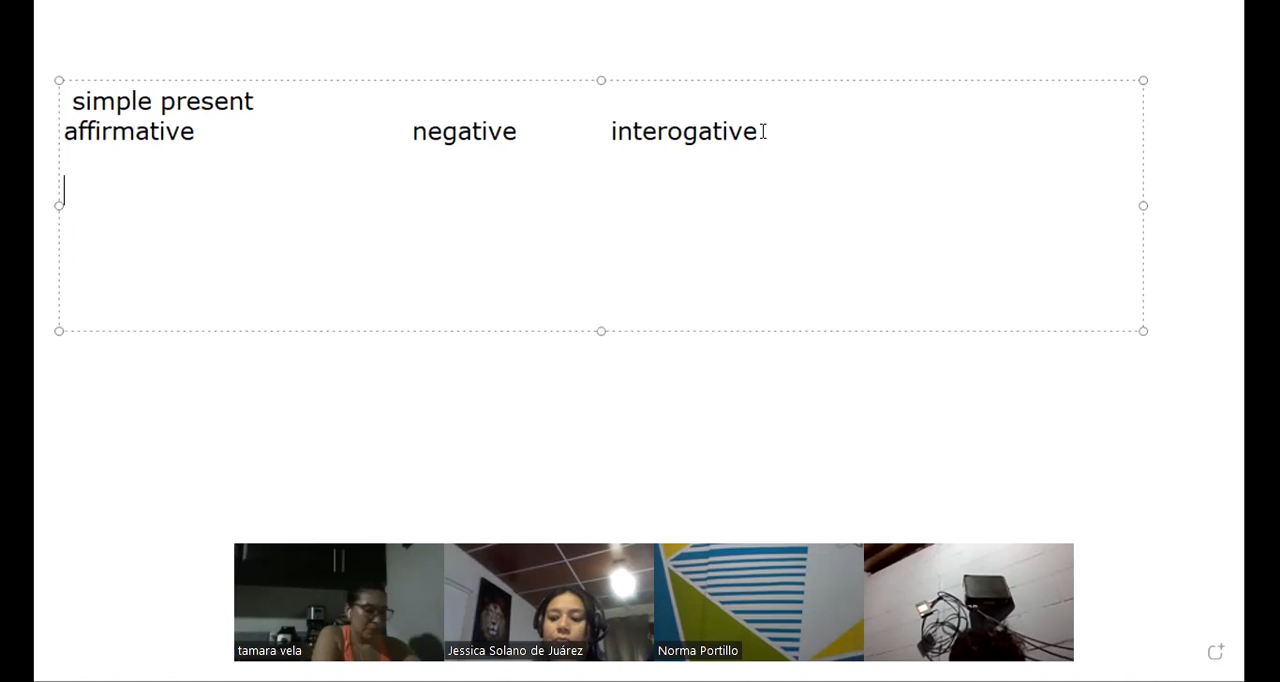 simple present
affirmative negative interogative
tamara vela
Jessica Solano de Juárez
Norma Portillo